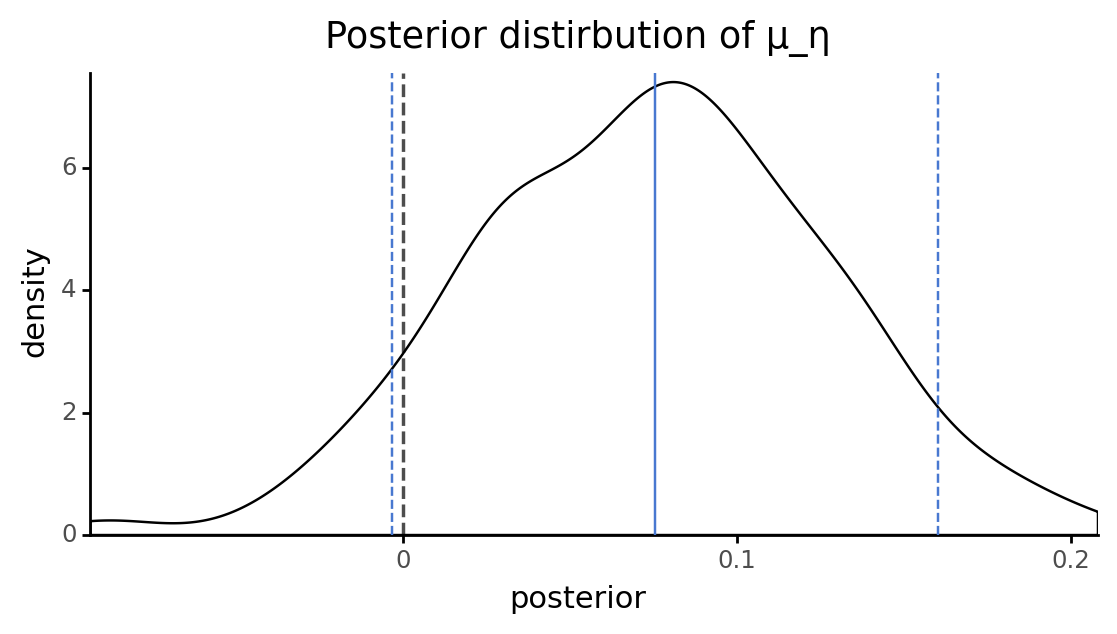 Posterior distirbution of μ_η
density
6
4
2
0
0 0.1 0.2
posterior